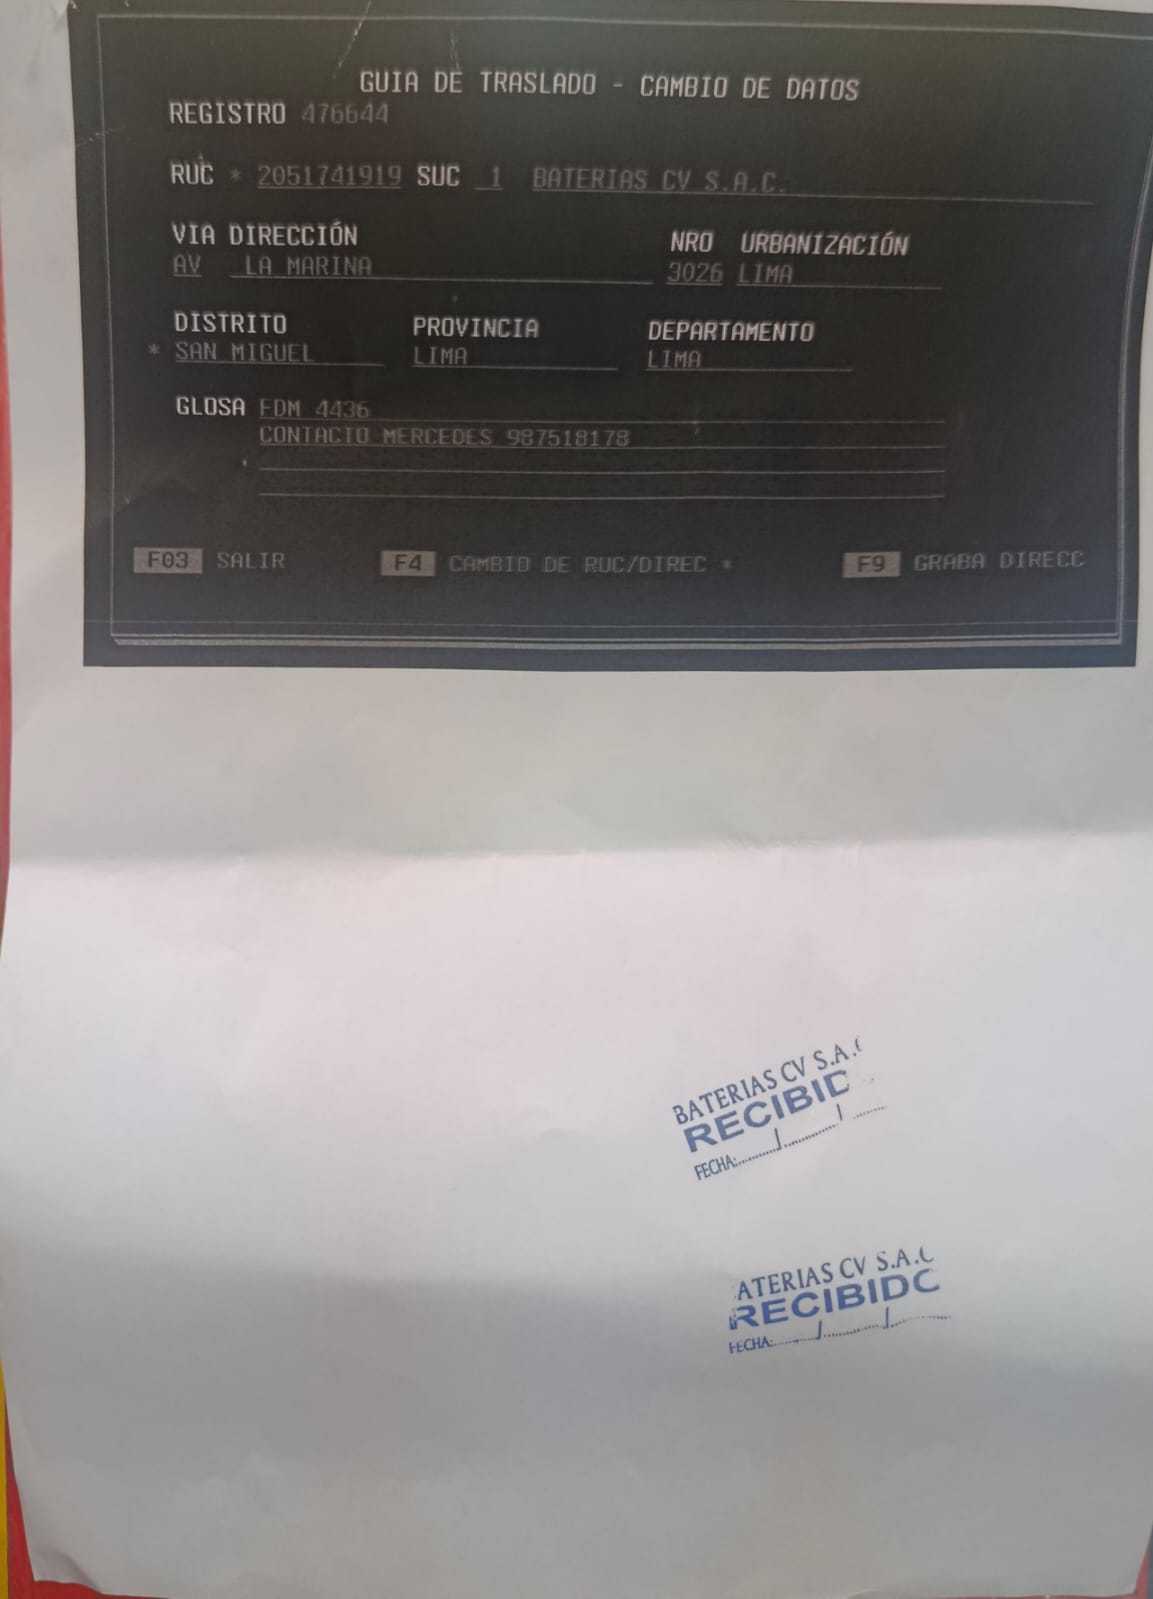 GUIA DE TRASLADO - CAMBIO DE DATOS
REGISTRO 476644
RUC * 2051741919 SUC 1 BATERIAS CV S.A.C.
VIA DIRECCIÓN NRO URBANIZACIÓN
AV LA MARINA 3026 LIMA
DISTRITO PROVINCIA DEPARTAMENTO
* SAN MIGUEL LIMA LIMA
GLOSA FDM 4436
CONTACTO MERCEDES 987518178
F03 SALIR F4 CAMBIO DE RUC/DIREC * F9 GRABA DIRECC
BATERIAS CV S.A.C
RECIBID
FECHA:......./......./.......
ATERIAS CV S.A.C
RECIBIDO
FECHA:......./......./.......